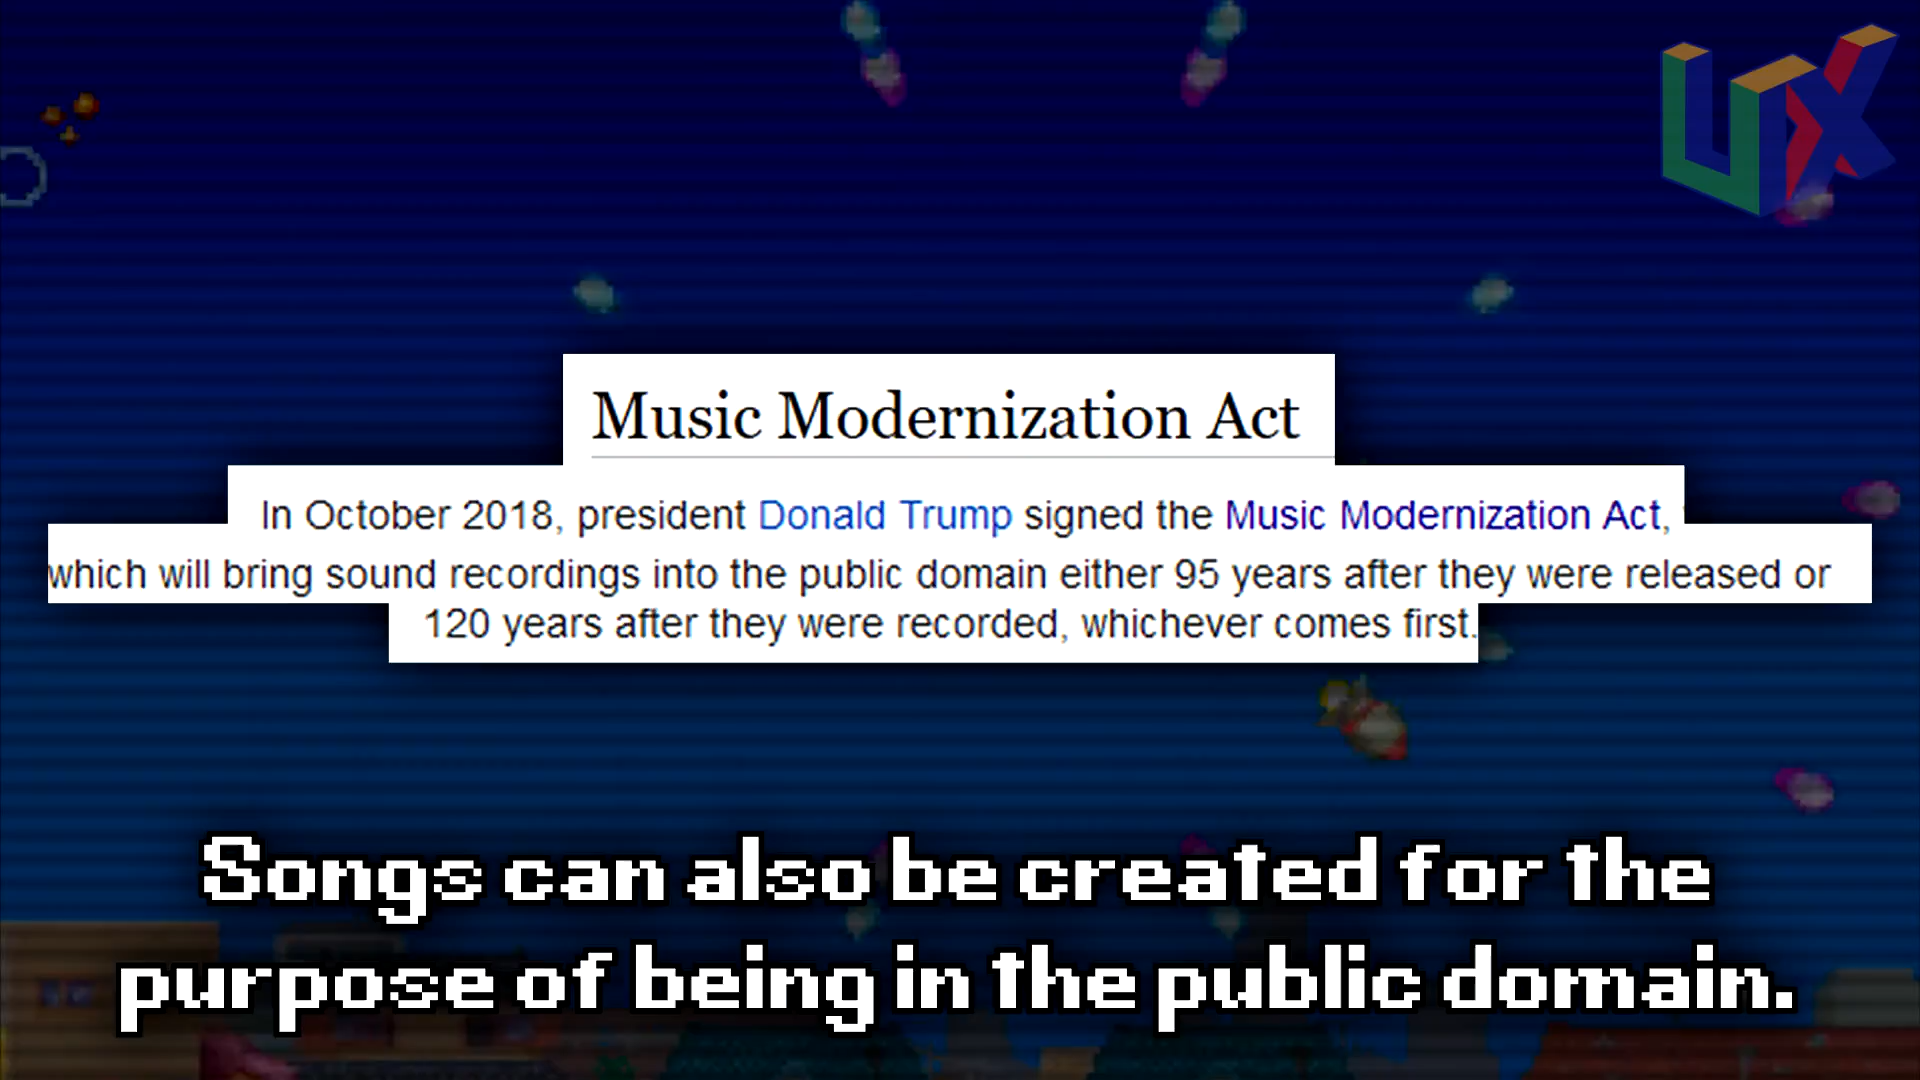 UX
Music Modernization Act
In October 2018, president Donald Trump signed the Music Modernization Act,
which will bring sound recordings into the public domain either 95 years after they were released or
120 years after they were recorded, whichever comes first.
Songs can also be created for the
purpose of being in the public domain.